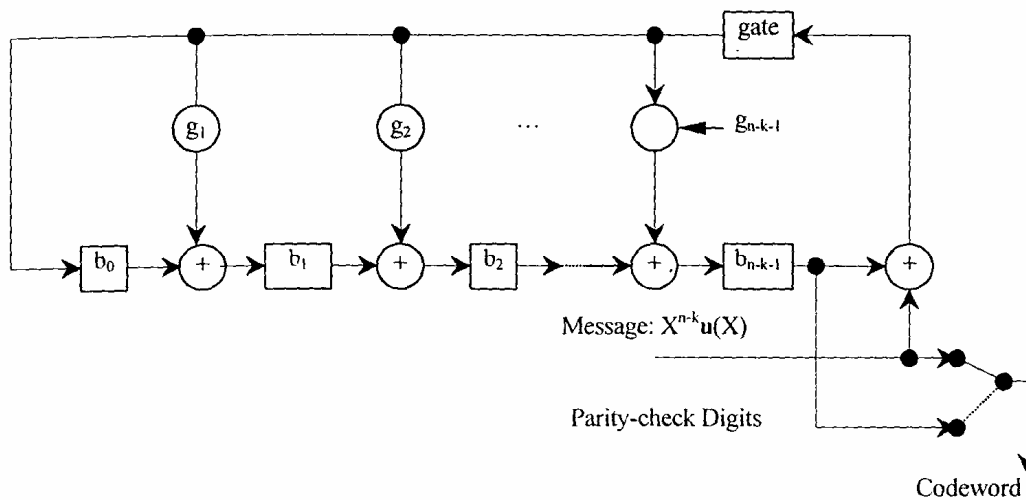 gate
g₁
g₂
...
gₙ₋ₖ₋₁
b₀ + b₁ + b₂ + bₙ₋ₖ₋₁ +
Message: Xⁿ⁻ᵏu(X)
Parity-check Digits
Codeword